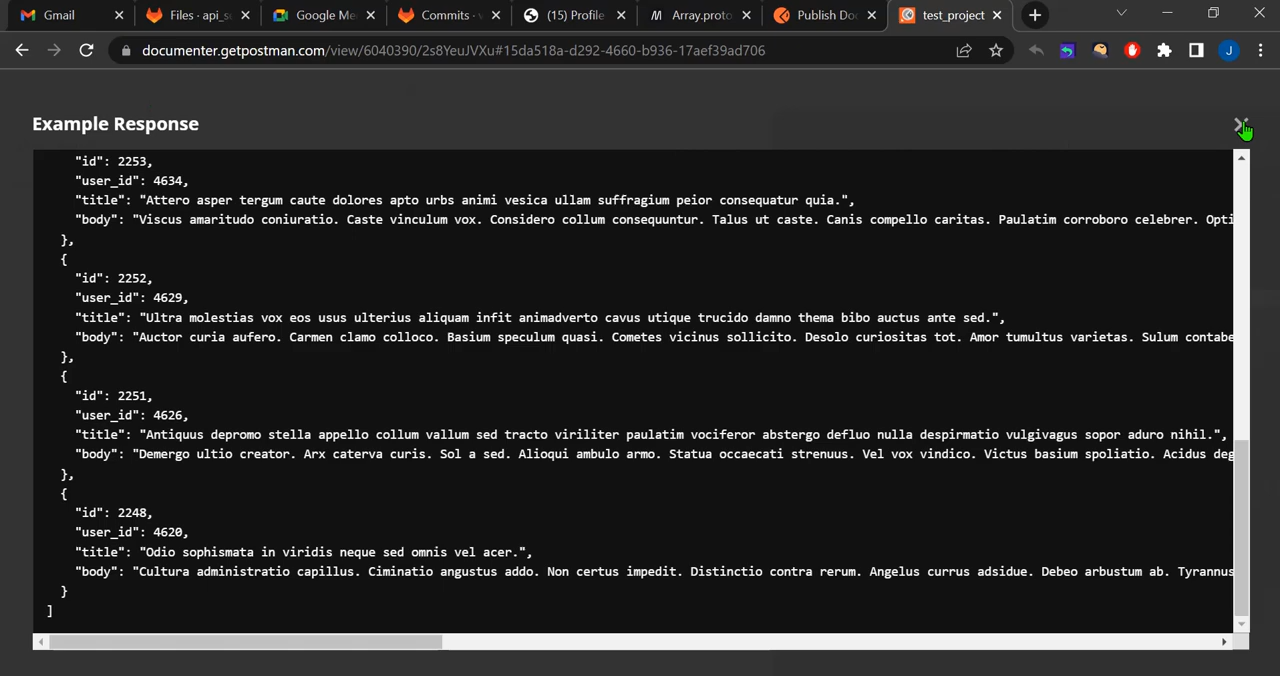 Gmail
Files · api_s
Google Me
Commits · v
(15) Profile
Array.proto
Publish Do
test_project
documenter.getpostman.com/view/6040390/2s8YeuJVXu#15da518a-d292-4660-b936-17aef39ad706
J
Example Response
"id": 2253,
"user_id": 4634,
"title": "Attero asper tergum caute dolores apto urbs animi vesica ullam suffragium peior consequatur quia.",
"body": "Viscus amaritudo coniuratio. Caste vinculum vox. Considero collum consequuntur. Talus ut caste. Canis compello caritas. Paulatim corroboro celebrer. Opti
},
{
"id": 2252,
"user_id": 4629,
"title": "Ultra molestias vox eos usus ulterius aliquam infit animadverto cavus utique trucido damno thema bibo auctus ante sed.",
"body": "Auctor curia aufero. Carmen clamo colloco. Basium speculum quasi. Cometes vicinus sollicito. Desolo curiositas tot. Amor tumultus varietas. Sulum contabe
},
{
"id": 2251,
"user_id": 4626,
"title": "Antiquus depromo stella appello collum vallum sed tracto viriliter paulatim vociferor abstergo defluo nulla despirmatio vulgivagus sopor aduro nihil.",
"body": "Demergo ultio creator. Arx caterva curis. Sol a sed. Alioqui ambulo armo. Statua occaecati strenuus. Vel vox vindico. Victus basium spoliatio. Acidus deg
},
{
"id": 2248,
"user_id": 4620,
"title": "Odio sophismata in viridis neque sed omnis vel acer.",
"body": "Cultura administratio capillus. Ciminatio angustus addo. Non certus impedit. Distinctio contra rerum. Angelus currus adsidue. Debeo arbustum ab. Tyrannus
}
]